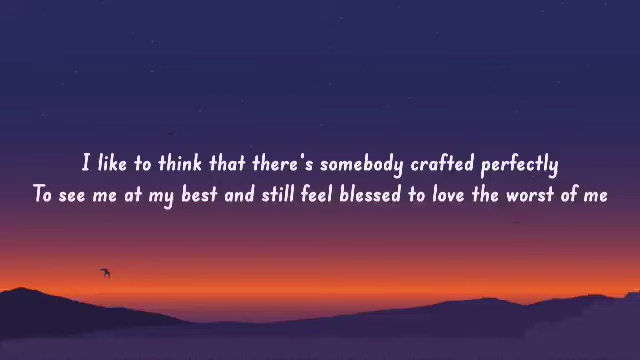 I like to think that there's somebody crafted perfectly
To see me at my best and still feel blessed to love the worst of me